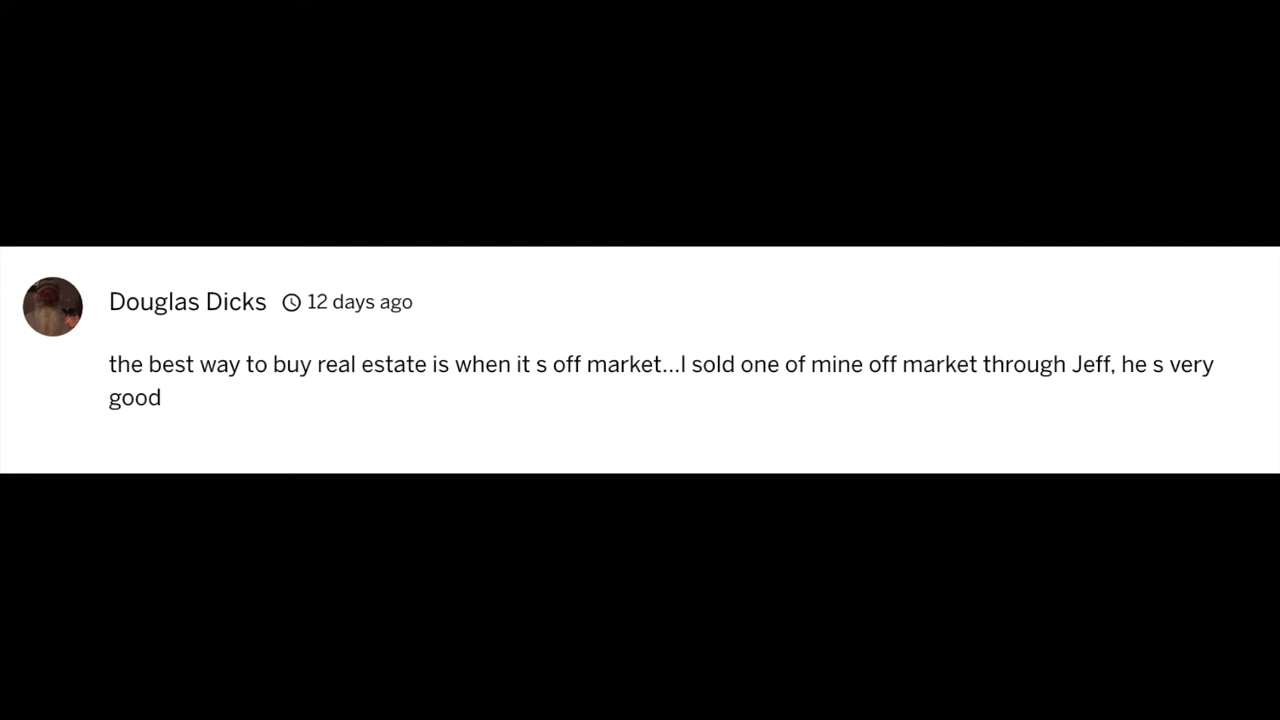 Douglas Dicks 12 days ago
the best way to buy real estate is when it s off market...I sold one of mine off market through Jeff, he s very
good